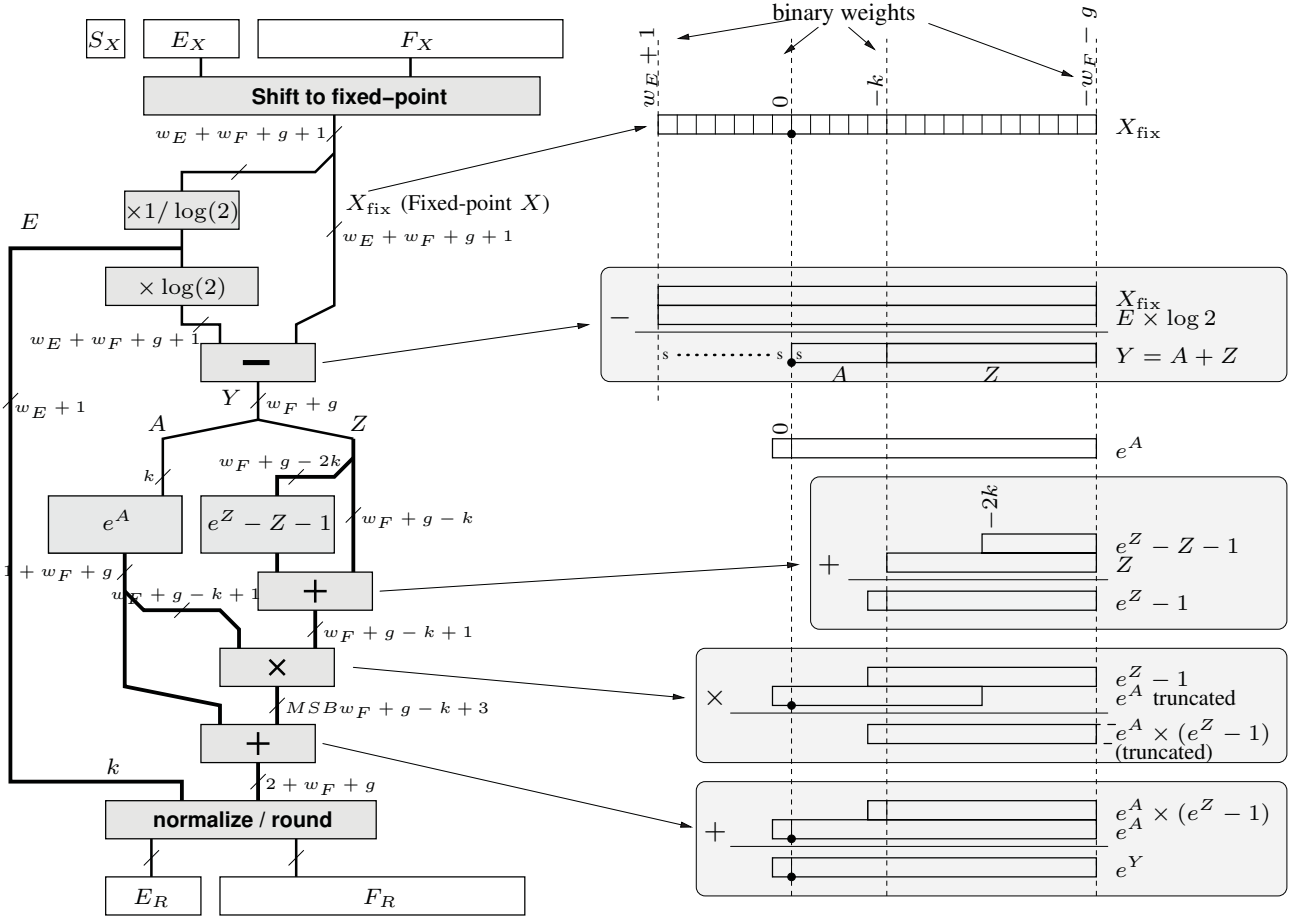 binary weights
S_X
E_X
F_X
w_E + 1
0
−k
−w_F − g
Shift to fixed−point
w_E + w_F + g + 1
X_fix
×1/ log(2)
X_fix (Fixed-point X)
E
w_E + w_F + g + 1
× log(2)
X_fix
− E × log 2
w_E + w_F + g + 1
−
s s s Y = A + Z
A Z
Y
w_F + g
w_E + 1
A
Z
0
e^A
k
w_F + g − 2k
−2k
e^A
e^Z − Z − 1
w_F + g − k
e^Z − Z − 1
+ Z
1 + w_F + g
w_F + g − k + 1
+
e^Z − 1
w_F + g − k + 1
×
e^Z − 1
× e^A truncated
MSBw_F + g − k + 3
e^A × (e^Z − 1)
(truncated)
+
k
2 + w_F + g
e^A × (e^Z − 1)
+ e^A
normalize / round
e^Y
E_R
F_R